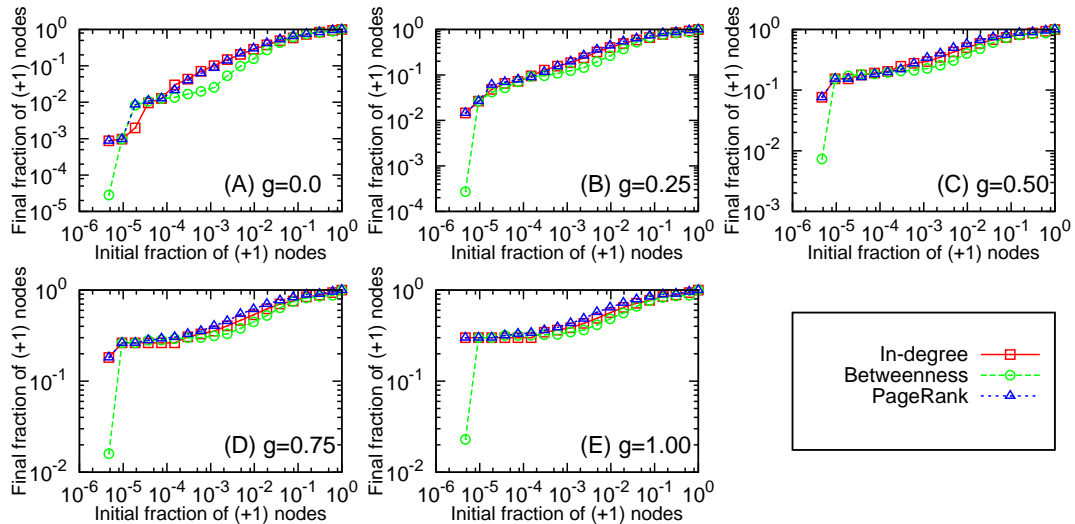 Final fraction of (+1) nodes
10^0
10^-1
10^-2
10^-3
10^-4
10^-5
10^-6 10^-5 10^-4 10^-3 10^-2 10^-1 10^0
Initial fraction of (+1) nodes
(A) g=0.0
Final fraction of (+1) nodes
10^0
10^-1
10^-2
10^-3
10^-4
10^-6 10^-5 10^-4 10^-3 10^-2 10^-1 10^0
Initial fraction of (+1) nodes
(B) g=0.25
Final fraction of (+1) nodes
10^0
10^-1
10^-2
10^-3
10^-6 10^-5 10^-4 10^-3 10^-2 10^-1 10^0
Initial fraction of (+1) nodes
(C) g=0.50
Final fraction of (+1) nodes
10^0
10^-1
10^-2
10^-6 10^-5 10^-4 10^-3 10^-2 10^-1 10^0
Initial fraction of (+1) nodes
(D) g=0.75
Final fraction of (+1) nodes
10^0
10^-1
10^-2
10^-6 10^-5 10^-4 10^-3 10^-2 10^-1 10^0
Initial fraction of (+1) nodes
(E) g=1.00
In-degree
Betweenness
PageRank